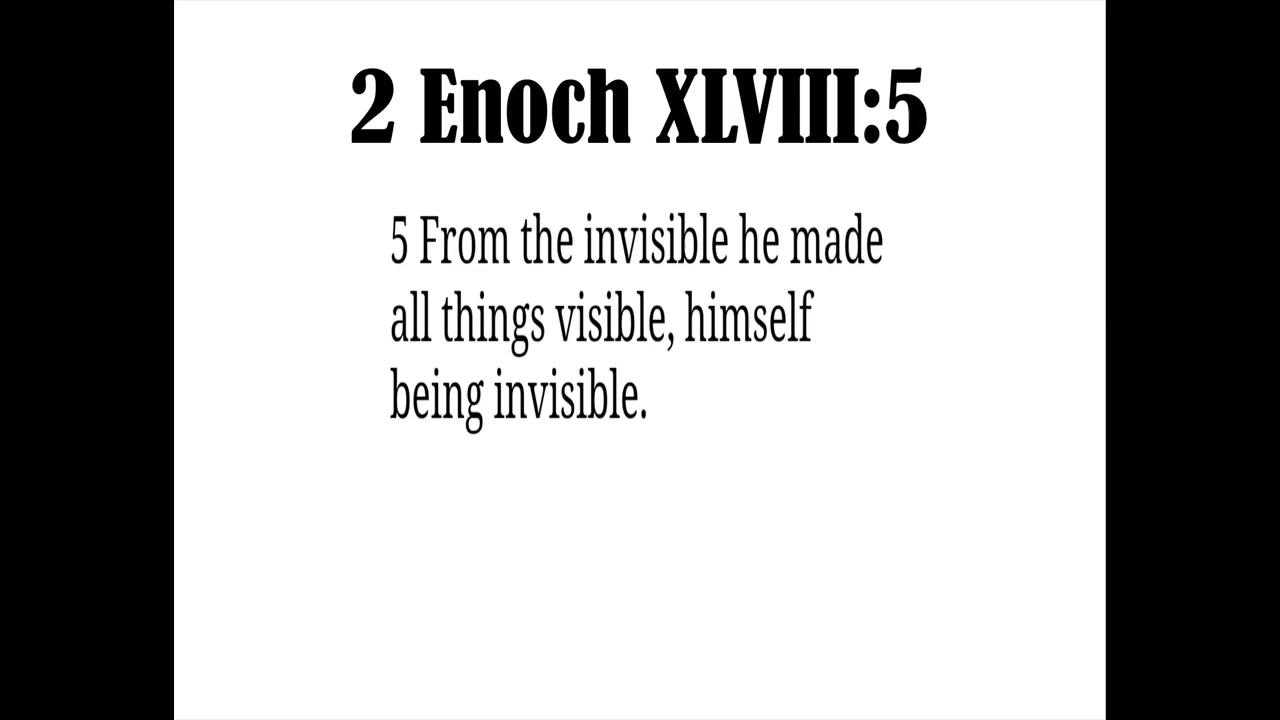 2 Enoch XLVIII:5
5 From the invisible he made
all things visible, himself
being invisible.